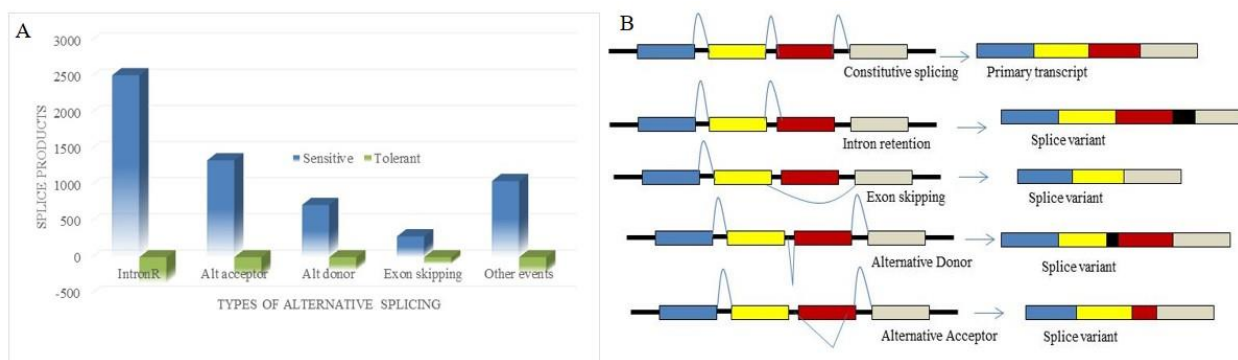 A
3000
2500
2000
1500
1000
500
0
-500
SPLICE PRODUCTS
Sensitive Tolerant
IntronR Alt acceptor Alt donor Exon skipping Other events
TYPES OF ALTERNATIVE SPLICING
B
Constitutive splicing Primary transcript
Intron retention Splice variant
Exon skipping Splice variant
Alternative Donor Splice variant
Alternative Acceptor Splice variant